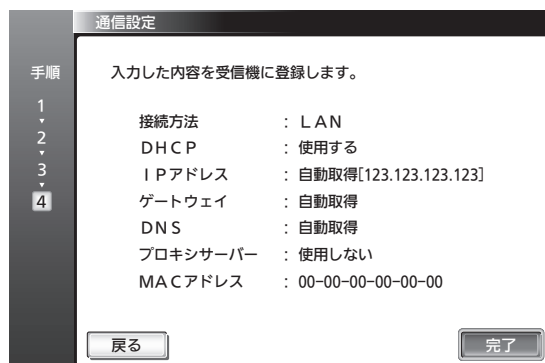 通信設定
手順
1
2
3
4
入力した内容を受信機に登録します。
接続方法 : ＬＡＮ
ＤＨＣＰ : 使用する
ＩＰアドレス : 自動取得[123.123.123.123]
ゲートウェイ : 自動取得
ＤＮＳ : 自動取得
プロキシサーバー : 使用しない
ＭＡＣアドレス : 00-00-00-00-00-00
戻る
完了